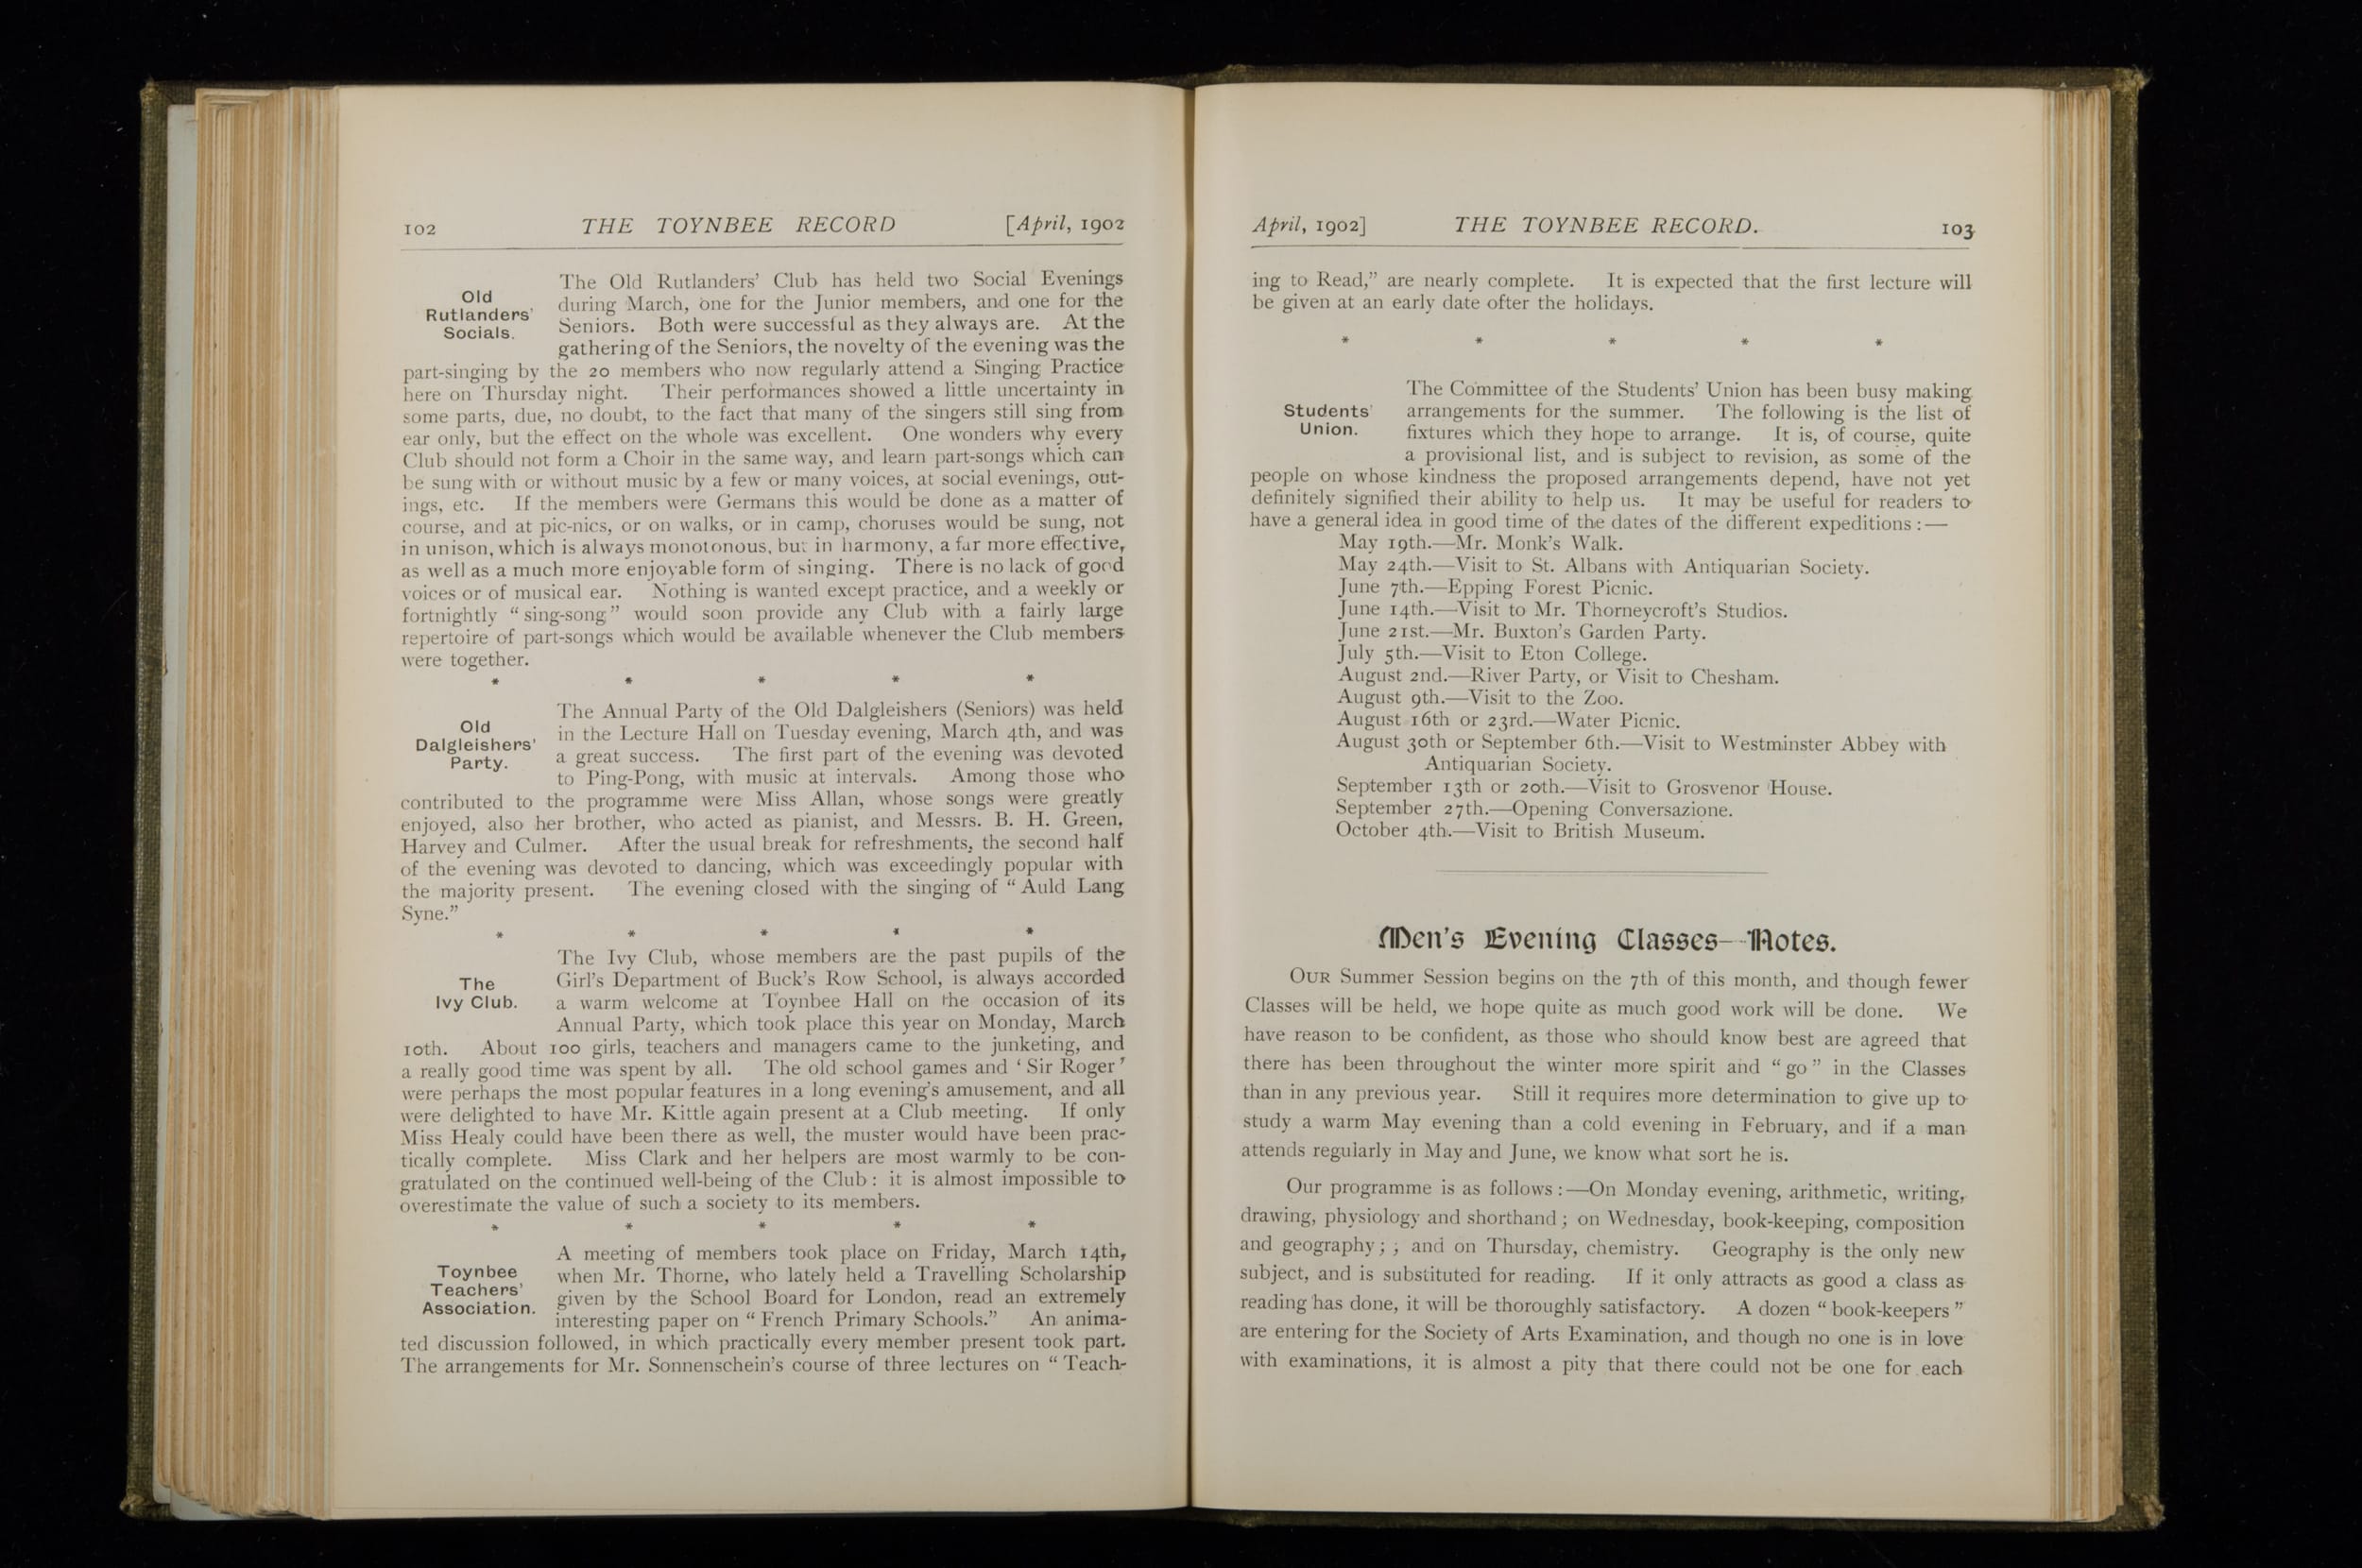 102 THE TOYNBEE RECORD [April, 1902
Old
Rutlanders'
Socials.
The Old Rutlanders' Club has held two Social Evenings
during March, one for the Junior members, and one for the
Seniors. Both were successful as they always are. At the
gathering of the Seniors, the novelty of the evening was the
part-singing by the 20 members who now regularly attend a Singing Practice
here on Thursday night. Their performances showed a little uncertainty in
some parts, due, no doubt, to the fact that many of the singers still sing from
ear only, but the effect on the whole was excellent. One wonders why every
Club should not form a Choir in the same way, and learn part-songs which can
be sung with or without music by a few or many voices, at social evenings, out-
ings, etc. If the members were Germans this would be done as a matter of
course, and at pic-nics, or on walks, or in camp, choruses would be sung, not
in unison, which is always monotonous, but in harmony, a far more effective,
as well as a much more enjoyable form of singing. There is no lack of good
voices or of musical ear. Nothing is wanted except practice, and a weekly or
fortnightly "sing-song" would soon provide any Club with a fairly large
repertoire of part-songs which would be available whenever the Club members
were together.
* * * * *
Old
Dalgleishers'
Party.
The Annual Party of the Old Dalgleishers (Seniors) was held
in the Lecture Hall on Tuesday evening, March 4th, and was
a great success. The first part of the evening was devoted
to Ping-Pong, with music at intervals. Among those who
contributed to the programme were Miss Allan, whose songs were greatly
enjoyed, also her brother, who acted as pianist, and Messrs. B. H. Green,
Harvey and Culmer. After the usual break for refreshments, the second half
of the evening was devoted to dancing, which was exceedingly popular with
the majority present. The evening closed with the singing of "Auld Lang
Syne."
* * * * *
The
Ivy Club.
The Ivy Club, whose members are the past pupils of the
Girl's Department of Buck's Row School, is always accorded
a warm welcome at Toynbee Hall on the occasion of its
Annual Party, which took place this year on Monday, March
10th. About 100 girls, teachers and managers came to the junketing, and
a really good time was spent by all. The old school games and 'Sir Roger'
were perhaps the most popular features in a long evening's amusement, and all
were delighted to have Mr. Kittle again present at a Club meeting. If only
Miss Healy could have been there as well, the muster would have been prac-
tically complete. Miss Clark and her helpers are most warmly to be con-
gratulated on the continued well-being of the Club: it is almost impossible to
overestimate the value of such a society to its members.
* * * * *
Toynbee
Teachers'
Association.
A meeting of members took place on Friday, March 14th,
when Mr. Thorne, who lately held a Travelling Scholarship
given by the School Board for London, read an extremely
interesting paper on "French Primary Schools." An anima-
ted discussion followed, in which practically every member present took part.
The arrangements for Mr. Sonnenschein's course of three lectures on "Teach-
April, 1902] THE TOYNBEE RECORD. 103
ing to Read," are nearly complete. It is expected that the first lecture will
be given at an early date ofter the holidays.
* * * * *
Students'
Union.
The Committee of the Students' Union has been busy making
arrangements for the summer. The following is the list of
fixtures which they hope to arrange. It is, of course, quite
a provisional list, and is subject to revision, as some of the
people on whose kindness the proposed arrangements depend, have not yet
definitely signified their ability to help us. It may be useful for readers to
have a general idea in good time of the dates of the different expeditions:—
May 19th.—Mr. Monk's Walk.
May 24th.—Visit to St. Albans with Antiquarian Society.
June 7th.—Epping Forest Picnic.
June 14th.—Visit to Mr. Thorneycroft's Studios.
June 21st.—Mr. Buxton's Garden Party.
July 5th.—Visit to Eton College.
August 2nd.—River Party, or Visit to Chesham.
August 9th.—Visit to the Zoo.
August 16th or 23rd.—Water Picnic.
August 30th or September 6th.—Visit to Westminster Abbey with
Antiquarian Society.
September 13th or 20th.—Visit to Grosvenor House.
September 27th.—Opening Conversazione.
October 4th.—Visit to British Museum.
Men's Evening Classes—Notes.
OUR Summer Session begins on the 7th of this month, and though fewer
Classes will be held, we hope quite as much good work will be done. We
have reason to be confident, as those who should know best are agreed that
there has been throughout the winter more spirit and "go" in the Classes
than in any previous year. Still it requires more determination to give up to
study a warm May evening than a cold evening in February, and if a man
attends regularly in May and June, we know what sort he is.
Our programme is as follows:—On Monday evening, arithmetic, writing,
drawing, physiology and shorthand; on Wednesday, book-keeping, composition
and geography; ; and on Thursday, chemistry. Geography is the only new
subject, and is substituted for reading. If it only attracts as good a class as
reading has done, it will be thoroughly satisfactory. A dozen "book-keepers"
are entering for the Society of Arts Examination, and though no one is in love
with examinations, it is almost a pity that there could not be one for each